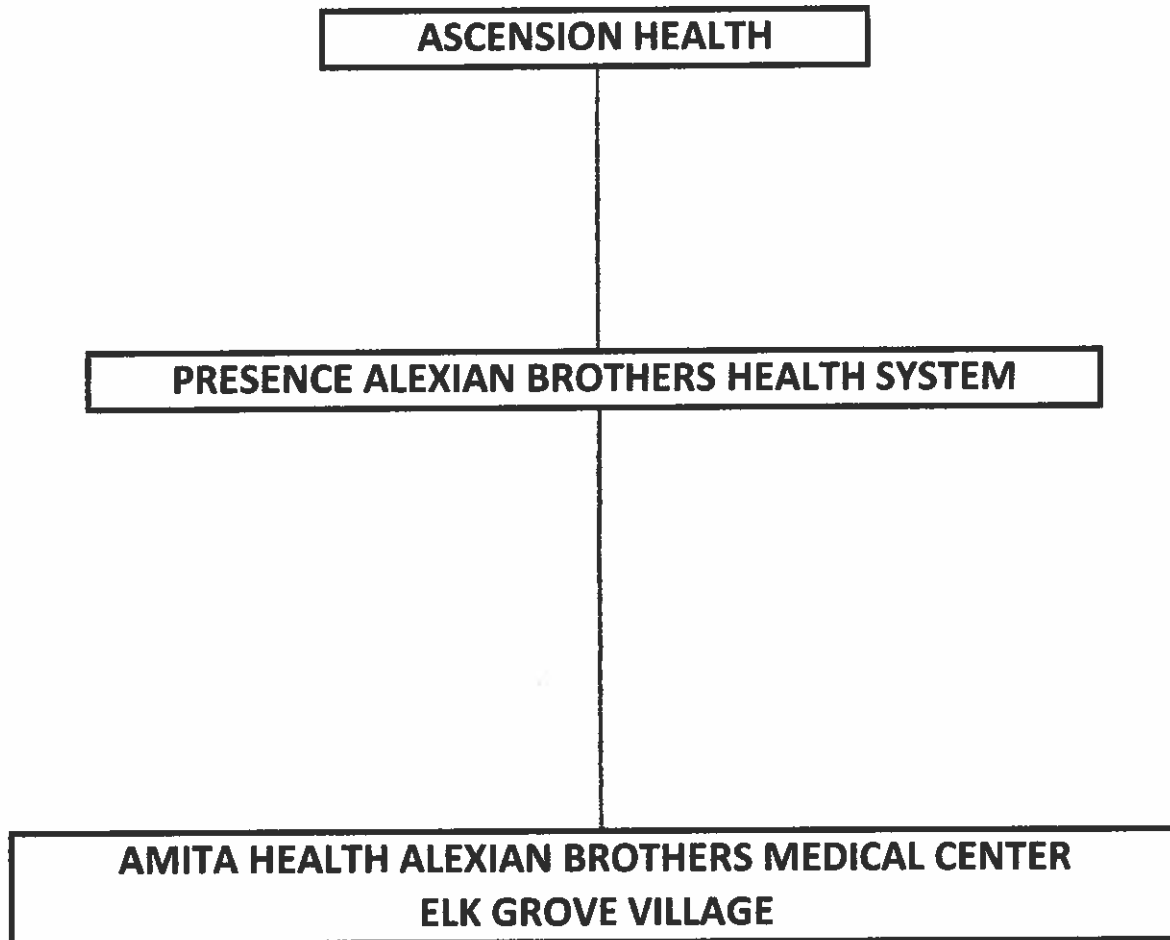 ASCENSION HEALTH
PRESENCE ALEXIAN BROTHERS HEALTH SYSTEM
AMITA HEALTH ALEXIAN BROTHERS MEDICAL CENTER
ELK GROVE VILLAGE